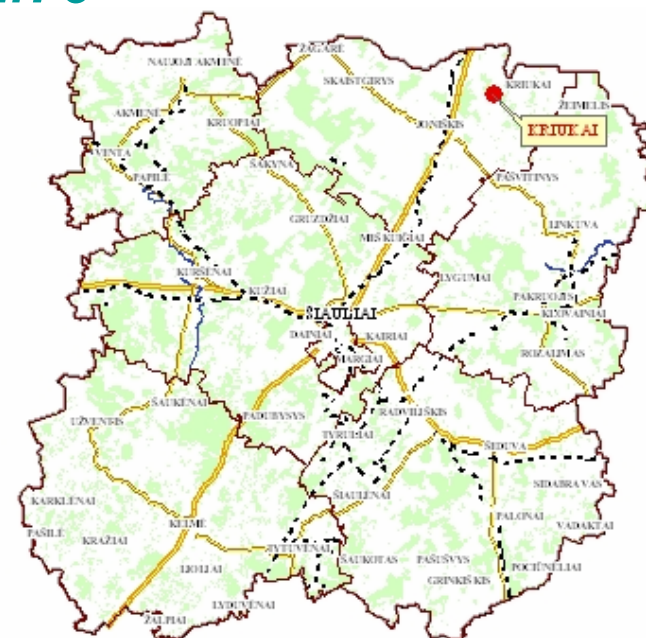 ŽAGARĖ
NAUJOJI AKMENĖ
SKAISTGIRYS
KRIUKAI
ŽEIMELIS
AKMENĖ
KRUOPIAI
JONIŠKIS
KRIUKAI
VENTA
ŠAKYNA
PAPILĖ
PAŠVITINYS
GRUZDŽIAI
LINKUVA
MEŠKUIČIAI
KURŠĖNAI
LYGUMAI
KUŽIAI
PAKRUOJIS
ŠIAULIAI
KLOVAINIAI
DAINIAI
KAIRIAI
MARGIAI
ROZALIMAS
ŠAUKĖNAI
UŽVENTIS
PADUBYSYS
RADVILIŠKIS
TYRULIAI
ŠEDUVA
SIDABRAVAS
KARKLĖNAI
ŠIAULĖNAI
PALONAI
KELMĖ
VADAKTAI
PAŠILĖ
KRAŽIAI
TYTUVĖNAI
ŠAUKOTAS
PAŠUŠVYS
POCIŪNĖLIAI
LIOLIAI
GRINKIŠKIS
LYDUVĖNAI
ŽALPIAI